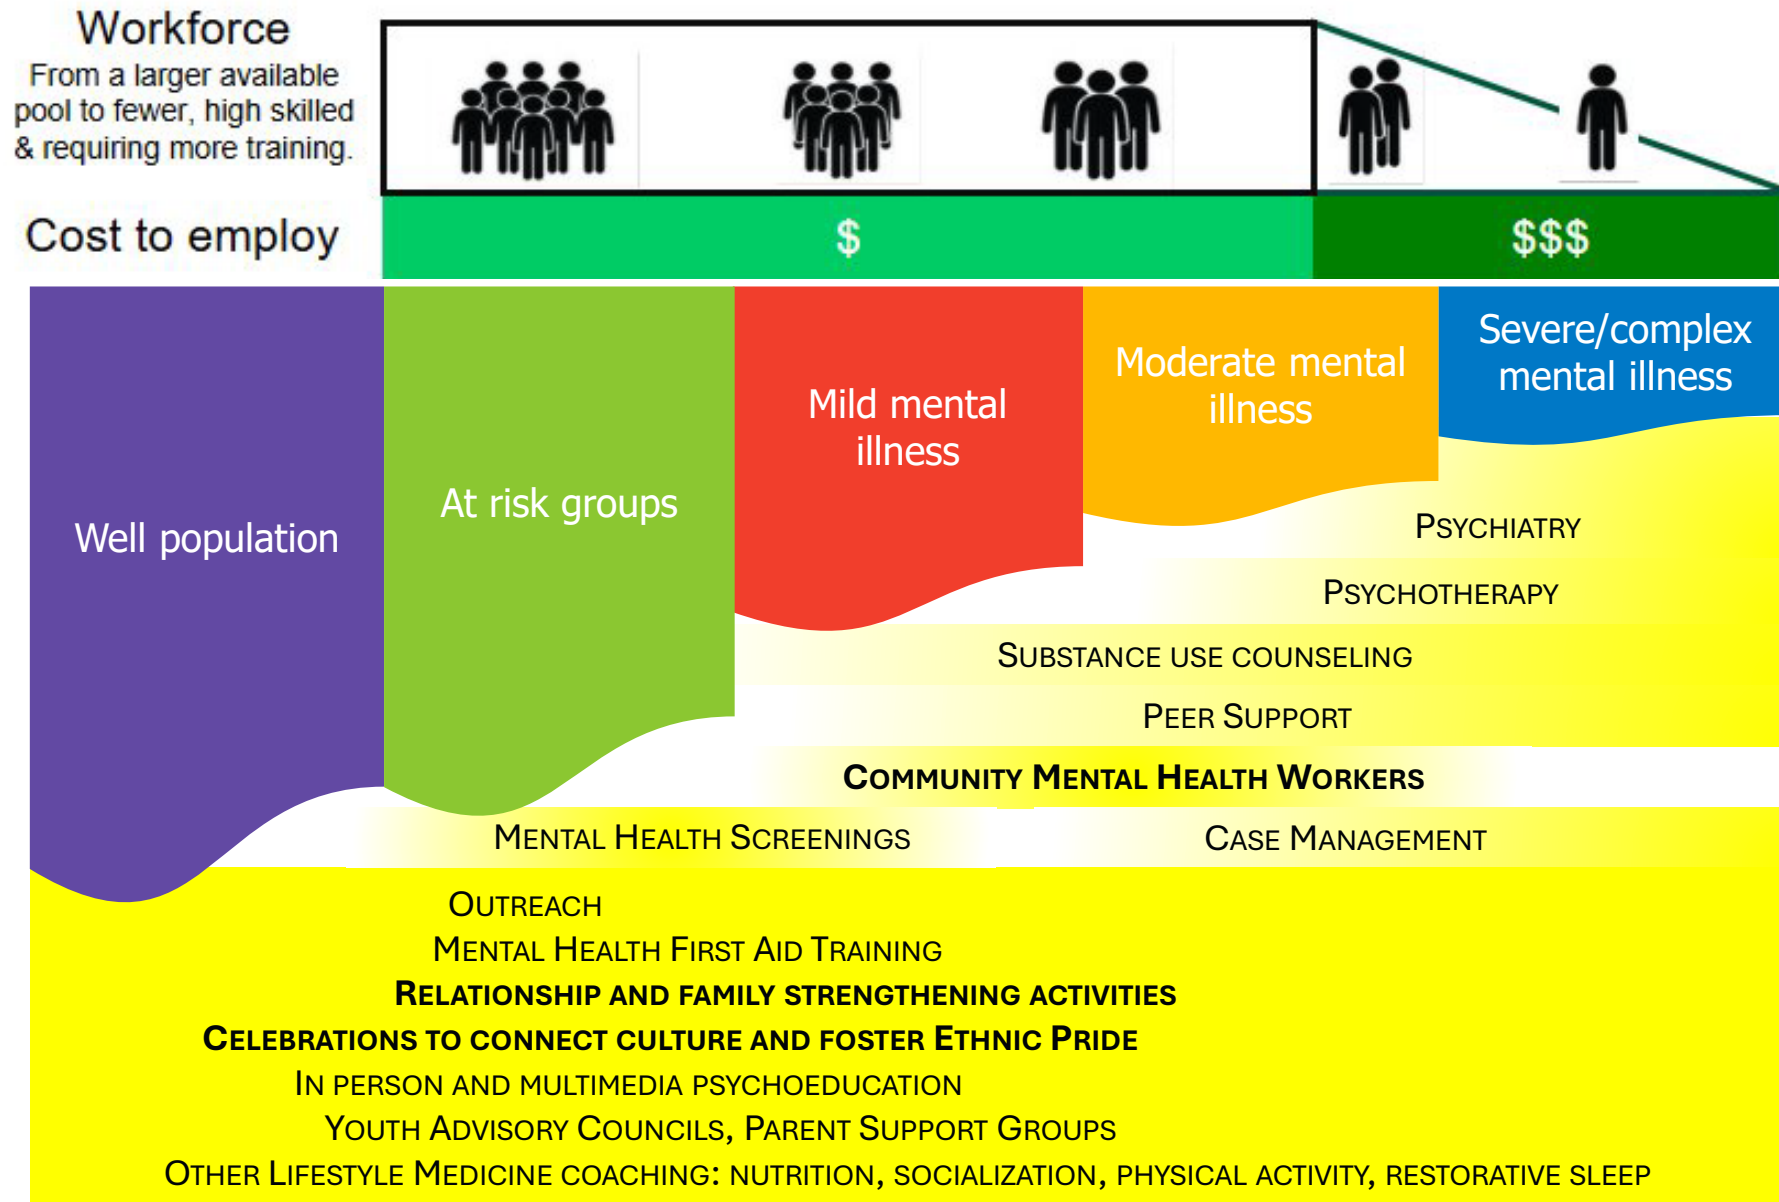 Workforce
From a larger available
pool to fewer, high skilled
& requiring more training.
Cost to employ
$
$$$
Well population
At risk groups
Mild mental
illness
Moderate mental
illness
Severe/complex
mental illness
PSYCHIATRY
PSYCHOTHERAPY
SUBSTANCE USE COUNSELING
PEER SUPPORT
COMMUNITY MENTAL HEALTH WORKERS
MENTAL HEALTH SCREENINGS
CASE MANAGEMENT
OUTREACH
MENTAL HEALTH FIRST AID TRAINING
RELATIONSHIP AND FAMILY STRENGTHENING ACTIVITIES
CELEBRATIONS TO CONNECT CULTURE AND FOSTER ETHNIC PRIDE
IN PERSON AND MULTIMEDIA PSYCHOEDUCATION
YOUTH ADVISORY COUNCILS, PARENT SUPPORT GROUPS
OTHER LIFESTYLE MEDICINE COACHING: NUTRITION, SOCIALIZATION, PHYSICAL ACTIVITY, RESTORATIVE SLEEP